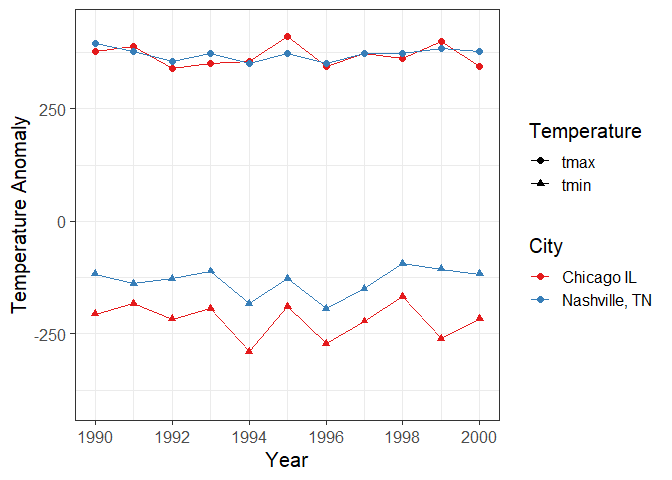 Temperature Anomaly
250
0
-250
1990 1992 1994 1996 1998 2000
Year
Temperature
tmax
tmin
City
Chicago IL
Nashville, TN